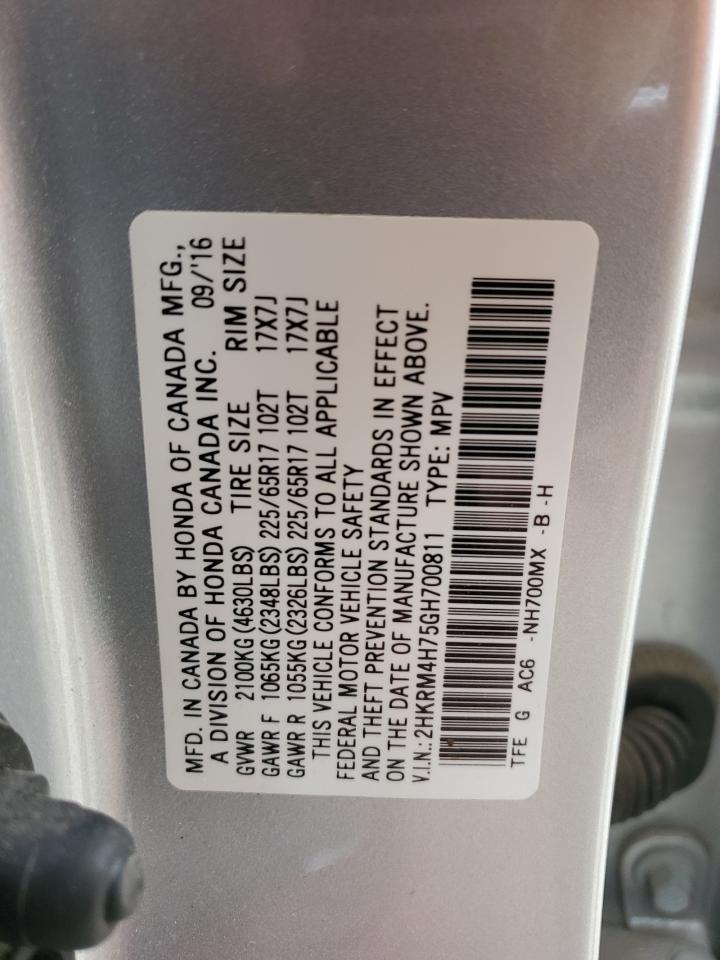 MFD. IN CANADA BY HONDA OF CANADA MFG.,
A DIVISION OF HONDA CANADA INC. 09/'16
GVWR 2100KG(4630LBS) TIRE SIZE RIM SIZE
GAWR F 1065KG(2348LBS) 225/65R17 102T 17X7J
GAWR R 1055KG(2326LBS) 225/65R17 102T 17X7J
THIS VEHICLE CONFORMS TO ALL APPLICABLE
FEDERAL MOTOR VEHICLE SAFETY
AND THEFT PREVENTION STANDARDS IN EFFECT
ON THE DATE OF MANUFACTURE SHOWN ABOVE.
V.I.N.: 2HKRM4H75GH700811 TYPE: MPV
TFE G AC6 -NH700MX -B -H